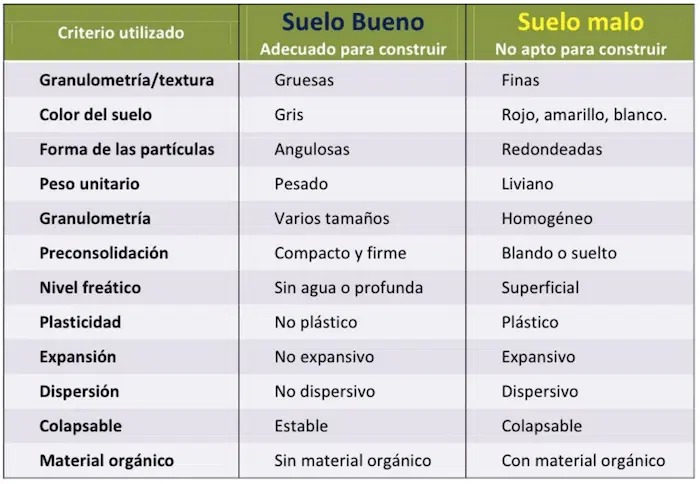 Criterio utilizado
Suelo Bueno
Adecuado para construir
Suelo malo
No apto para construir
Granulometría/textura Gruesas Finas
Color del suelo Gris Rojo, amarillo, blanco.
Forma de las partículas Angulosas Redondeadas
Peso unitario Pesado Liviano
Granulometría Varios tamaños Homogéneo
Preconsolidación Compacto y firme Blando o suelto
Nivel freático Sin agua o profunda Superficial
Plasticidad No plástico Plástico
Expansión No expansivo Expansivo
Dispersión No dispersivo Dispersivo
Colapsable Estable Colapsable
Material orgánico Sin material orgánico Con material orgánico